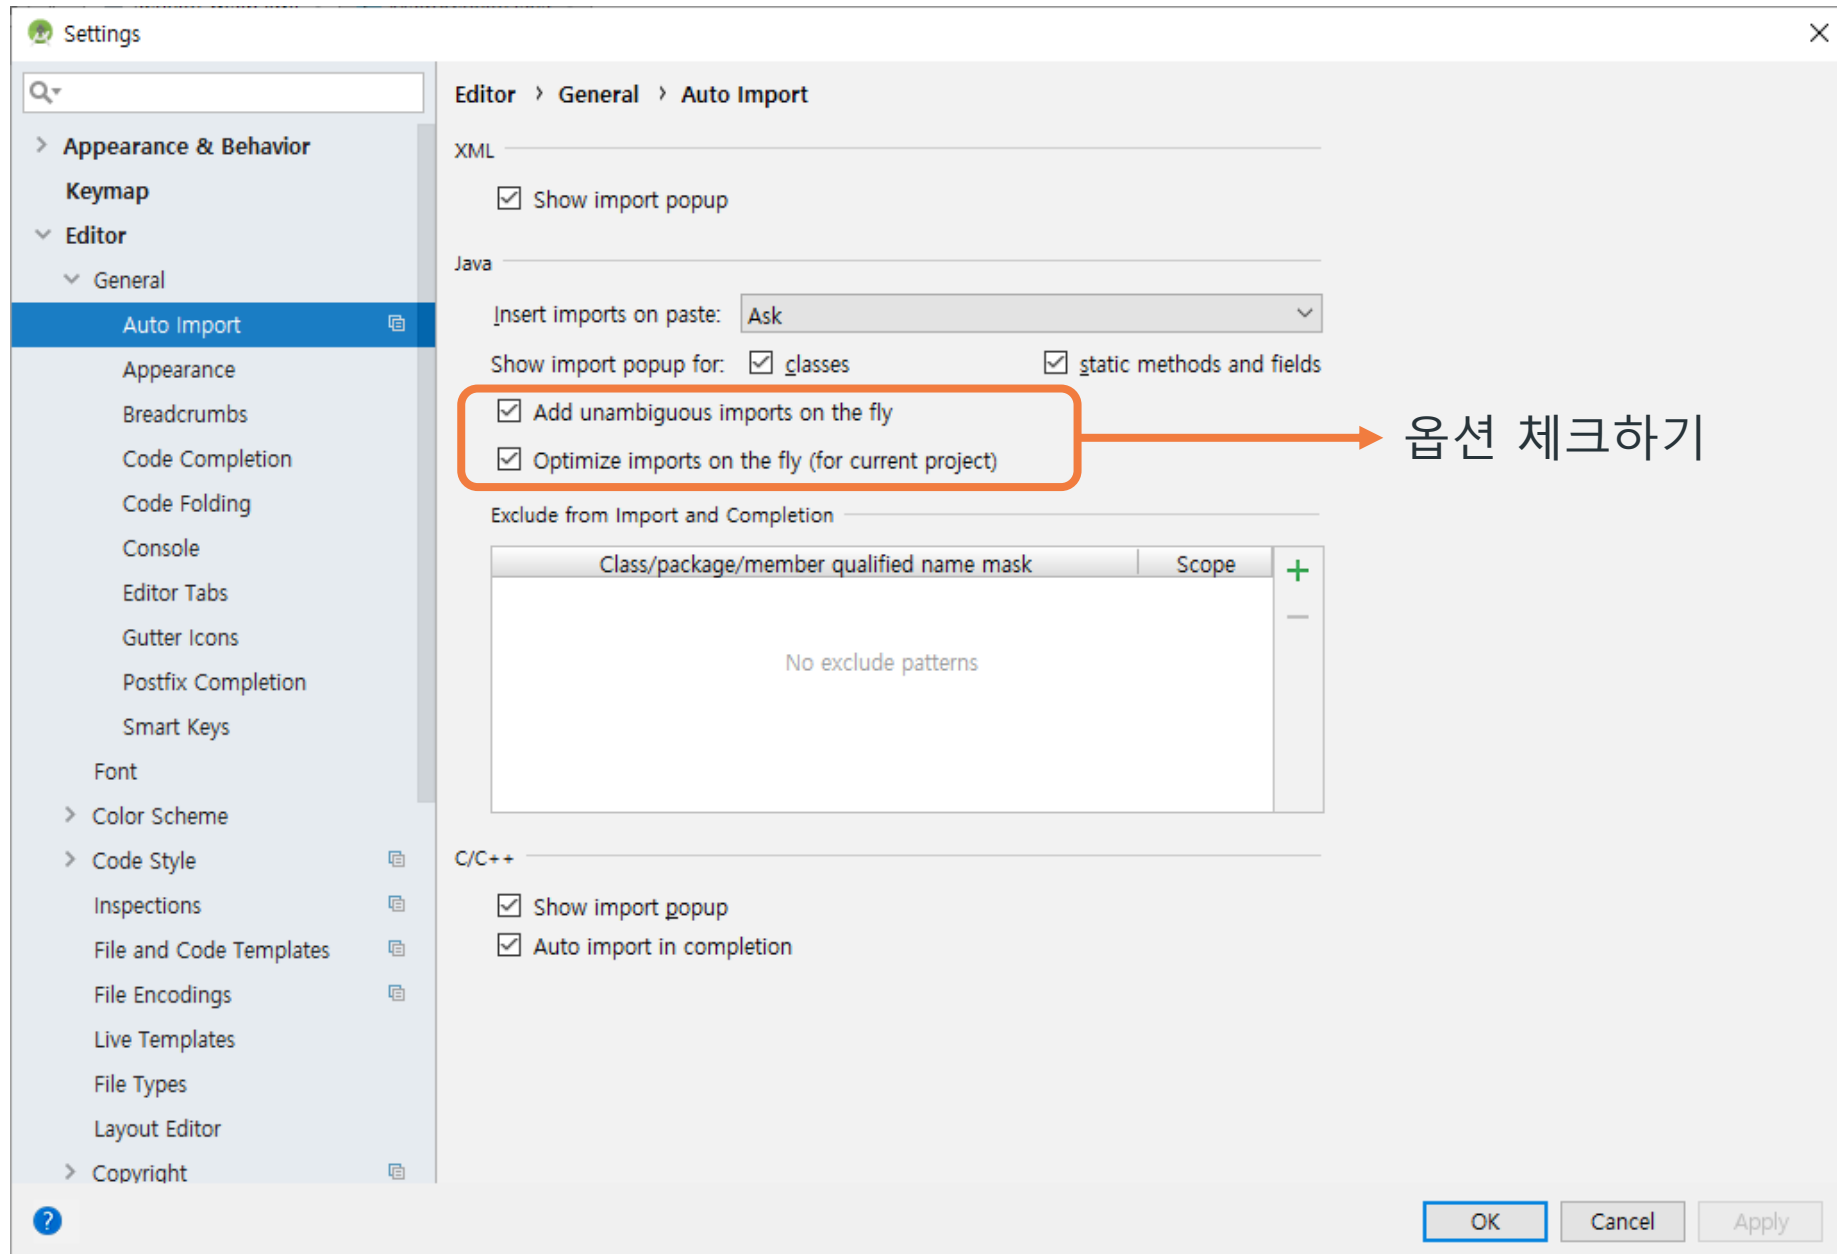 Settings
Appearance & Behavior
Keymap
Editor
General
Auto Import
Appearance
Breadcrumbs
Code Completion
Code Folding
Console
Editor Tabs
Gutter Icons
Postfix Completion
Smart Keys
Font
Color Scheme
Code Style
Inspections
File and Code Templates
File Encodings
Live Templates
File Types
Layout Editor
Copyright
Editor › General › Auto Import
XML
Show import popup
Java
Insert imports on paste: Ask
Show import popup for: classes static methods and fields
Add unambiguous imports on the fly
Optimize imports on the fly (for current project)
옵션 체크하기
Exclude from Import and Completion
Class/package/member qualified name mask Scope
No exclude patterns
C/C++
Show import popup
Auto import in completion
? OK Cancel Apply